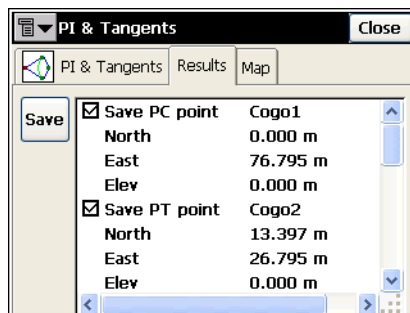 PI & Tangents Close
PI & Tangents Results Map
Save
Save PC point Cogo1
North 0.000 m
East 76.795 m
Elev 0.000 m
Save PT point Cogo2
North 13.397 m
East 26.795 m
Elev 0.000 m